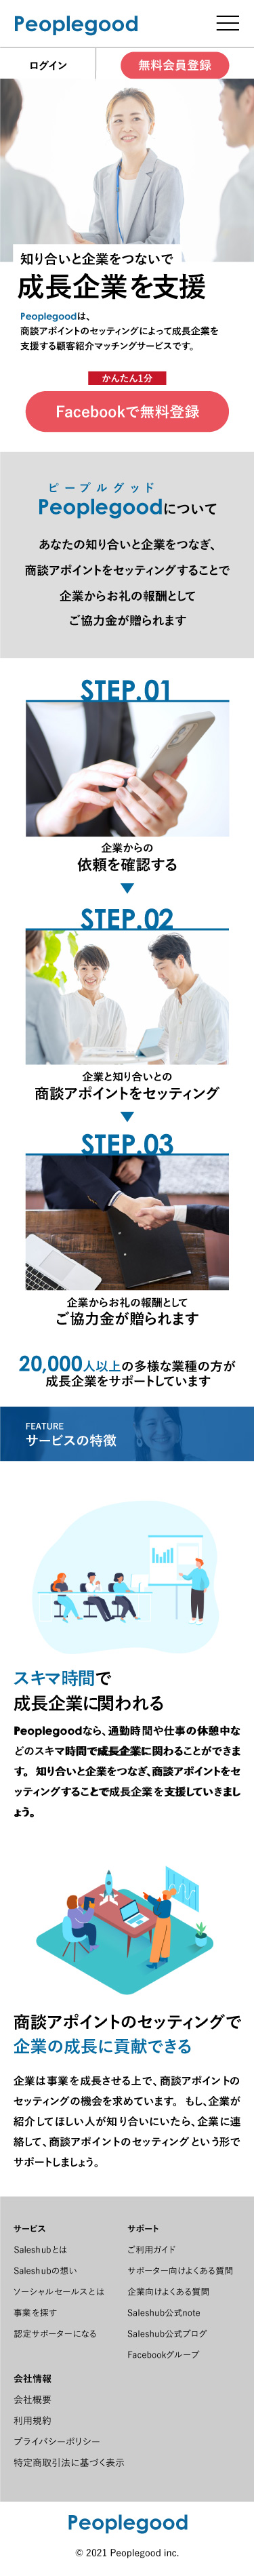 Peoplegood
ログイン
無料会員登録
知り合いと企業をつないで
成長企業を支援
Peoplegoodは、
商談アポイントのセッティングによって成長企業を
支援する顧客紹介マッチングサービスです。
かんたん1分
Facebookで無料登録
ピープルグッド
Peoplegoodについて
あなたの知り合いと企業をつなぎ、
商談アポイントをセッティングすることで
企業からお礼の報酬として
ご協力金が贈られます
STEP.01
企業からの
依頼を確認する
STEP.02
企業と知り合いとの
商談アポイントをセッティング
STEP.03
企業からお礼の報酬として
ご協力金が贈られます
20,000人以上の多様な業種の方が
成長企業をサポートしています
FEATURE
サービスの特徴
スキマ時間で
成長企業に関われる
Peoplegoodなら、通勤時間や仕事の休憩中な
どのスキマ時間で成長企業に関わることができま
す。 知り合いと企業をつなぎ、商談アポイントをセ
ッティングすることで成長企業を支援していきまし
ょう。
商談アポイントのセッティングで
企業の成長に貢献できる
企業は事業を成長させる上で、商談アポイントの
セッティングの機会を求めています。 もし、企業が
紹介してほしい人が知り合いにいたら、企業に連
絡して、商談アポイントのセッティングという形で
サポートしましょう。
サービス
Saleshubとは
Saleshubの想い
ソーシャルセールスとは
事業を探す
認定サポーターになる
サポート
ご利用ガイド
サポーター向けよくある質問
企業向けよくある質問
Saleshub公式note
Saleshub公式ブログ
Facebookグループ
会社情報
会社概要
利用規約
プライバシーポリシー
特定商取引法に基づく表示
Peoplegood
© 2021 Peoplegood inc.